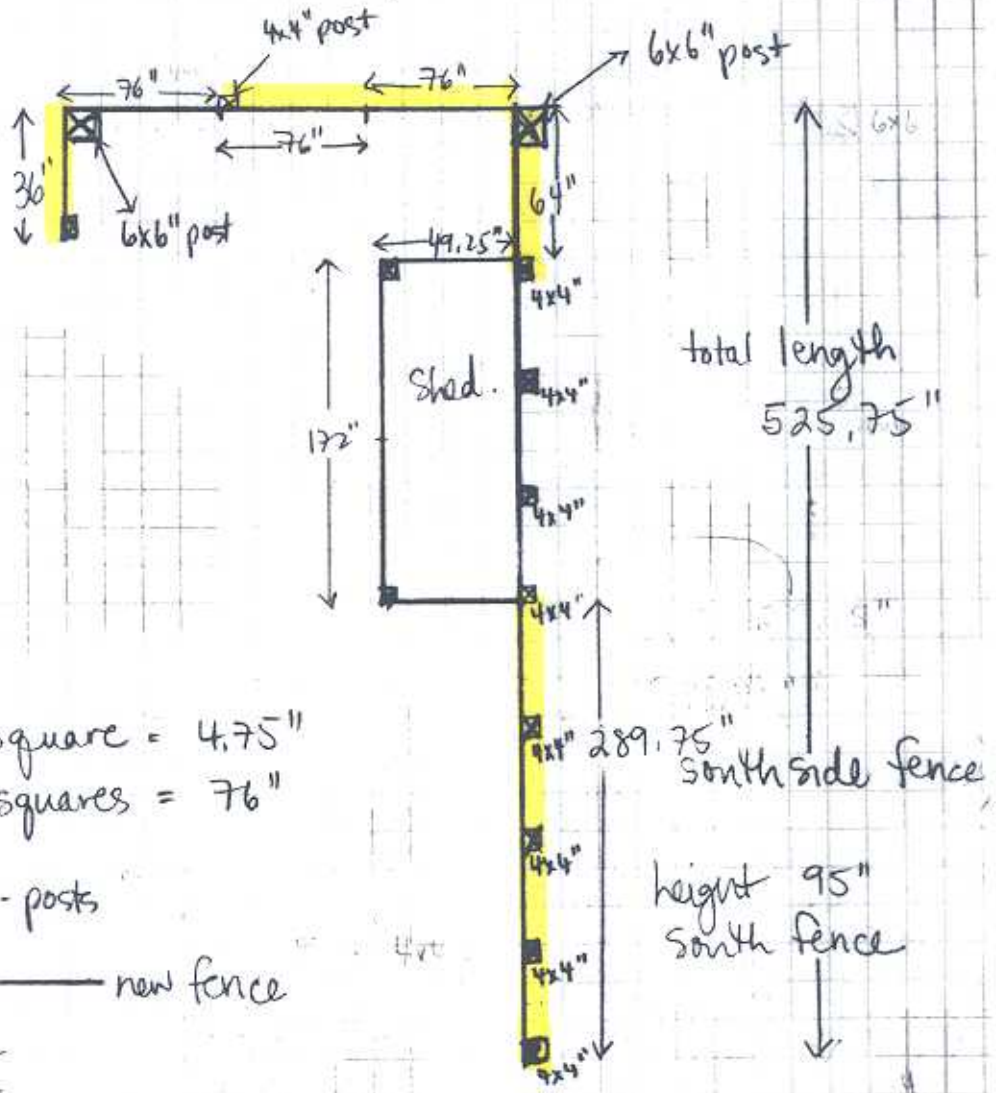 4x4" post
6x6" post
76"
76"
76"
36"
6x6" post
64"
49.25"
4x4"
Shed.
4x4"
172"
4x4"
4x4"
total length
525.75"
square = 4.75"
squares = 76"
- posts
new fence
4x4"
289.75"
south side fence
4x4"
height 95"
south fence
4x4"
4x4"
6x6